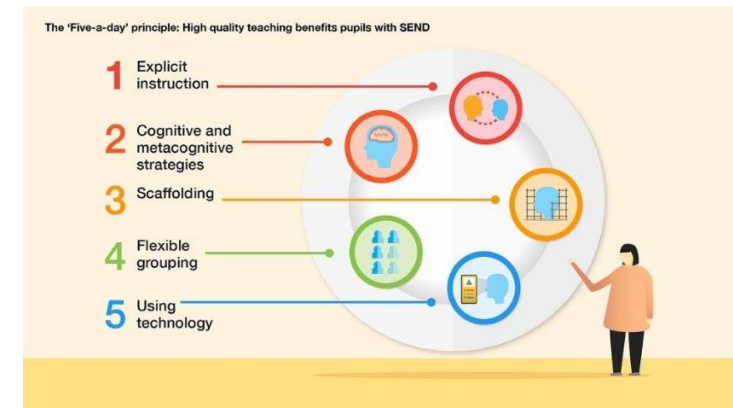 The ‘Five-a-day’ principle: High quality teaching benefits pupils with SEND
1 Explicit
instruction
2 Cognitive and
metacognitive
strategies
3 Scaffolding
4 Flexible
grouping
5 Using
technology